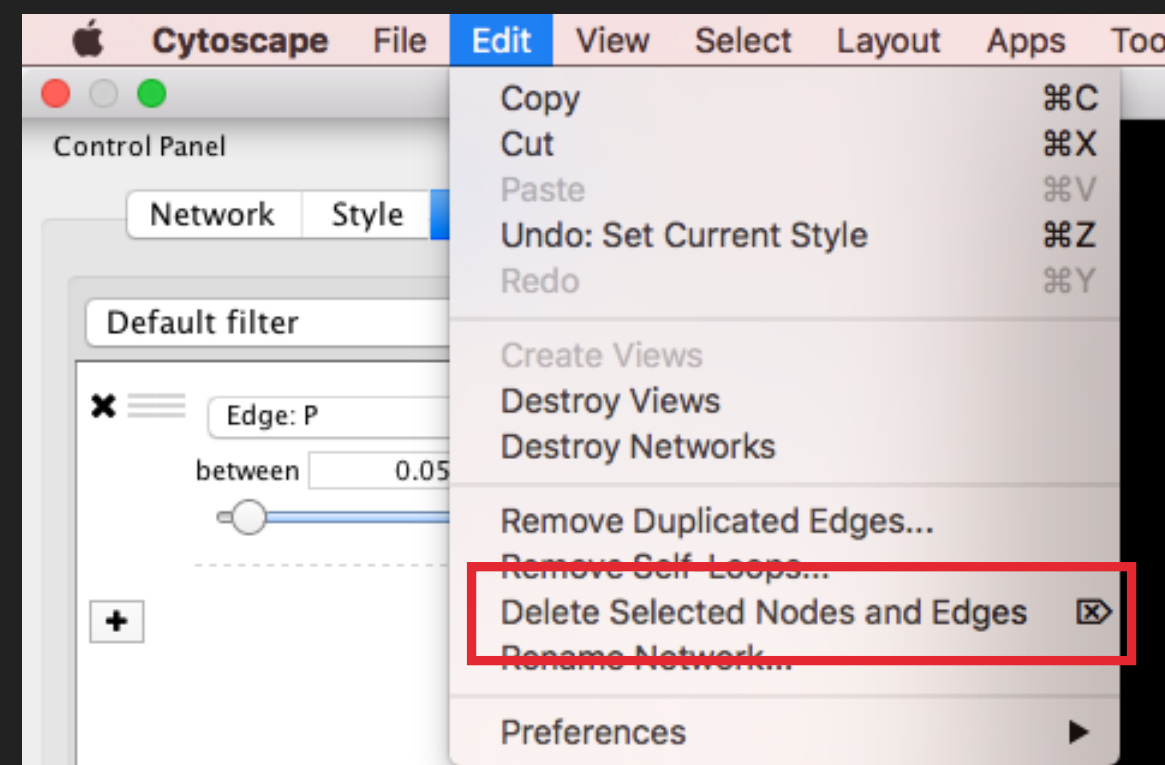 Cytoscape File Edit View Select Layout Apps Too
Control Panel
Network Style
Default filter
Edge: P
between 0.05
Copy ⌘C
Cut ⌘X
Paste ⌘V
Undo: Set Current Style ⌘Z
Redo ⌘Y
Create Views
Destroy Views
Destroy Networks
Remove Duplicated Edges...
Remove Self-Loops...
Delete Selected Nodes and Edges ⌦
Rename Network...
Preferences